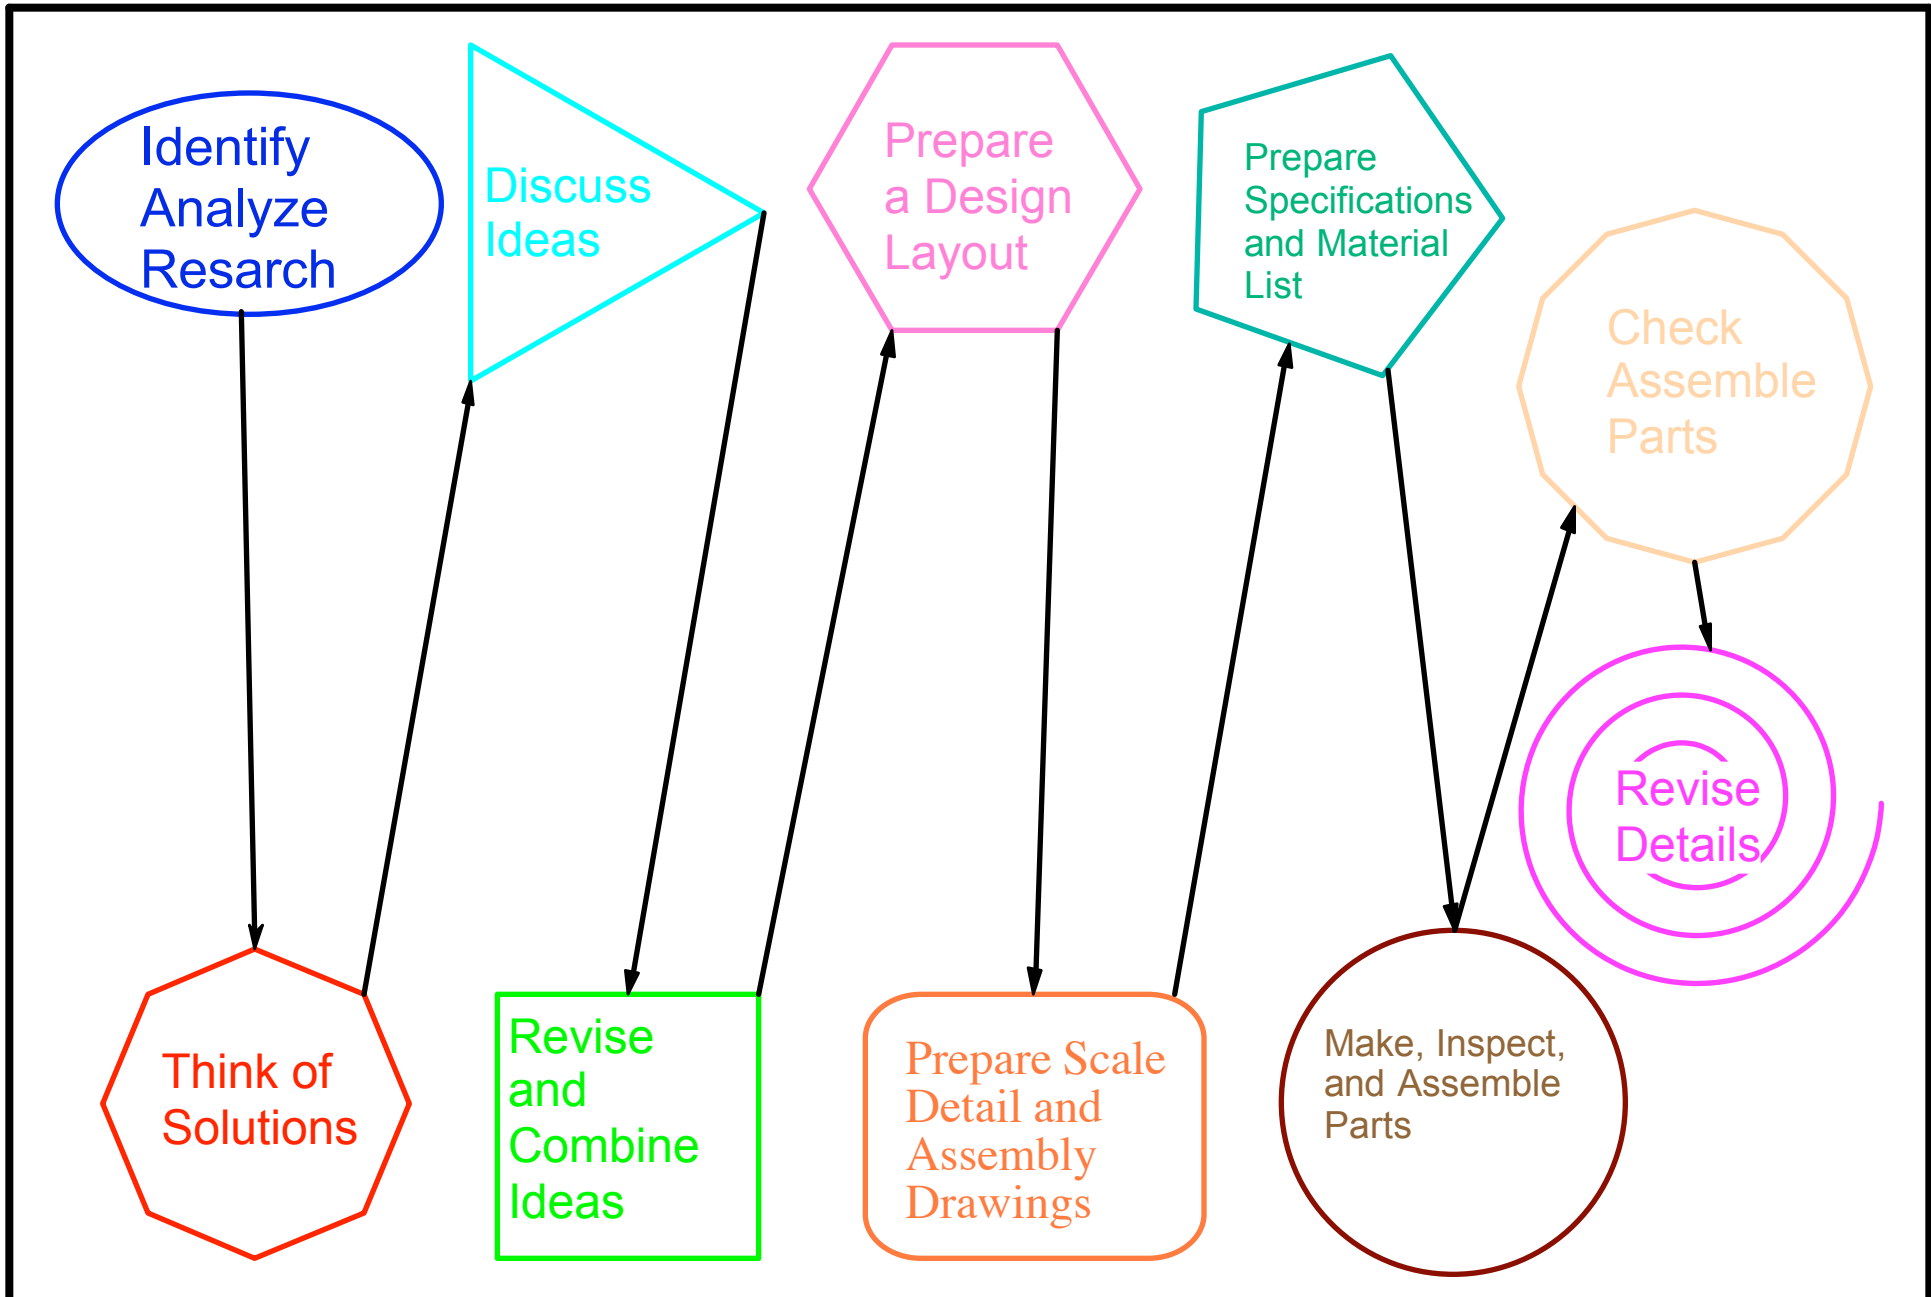 Identify
Analyze
Resarch
Think of
Solutions
Discuss
Ideas
Revise
and
Combine
Ideas
Prepare
a Design
Layout
Prepare Scale
Detail and
Assembly
Drawings
Prepare
Specifications
and Material
List
Make, Inspect,
and Assemble
Parts
Check
Assemble
Parts
Revise
Details